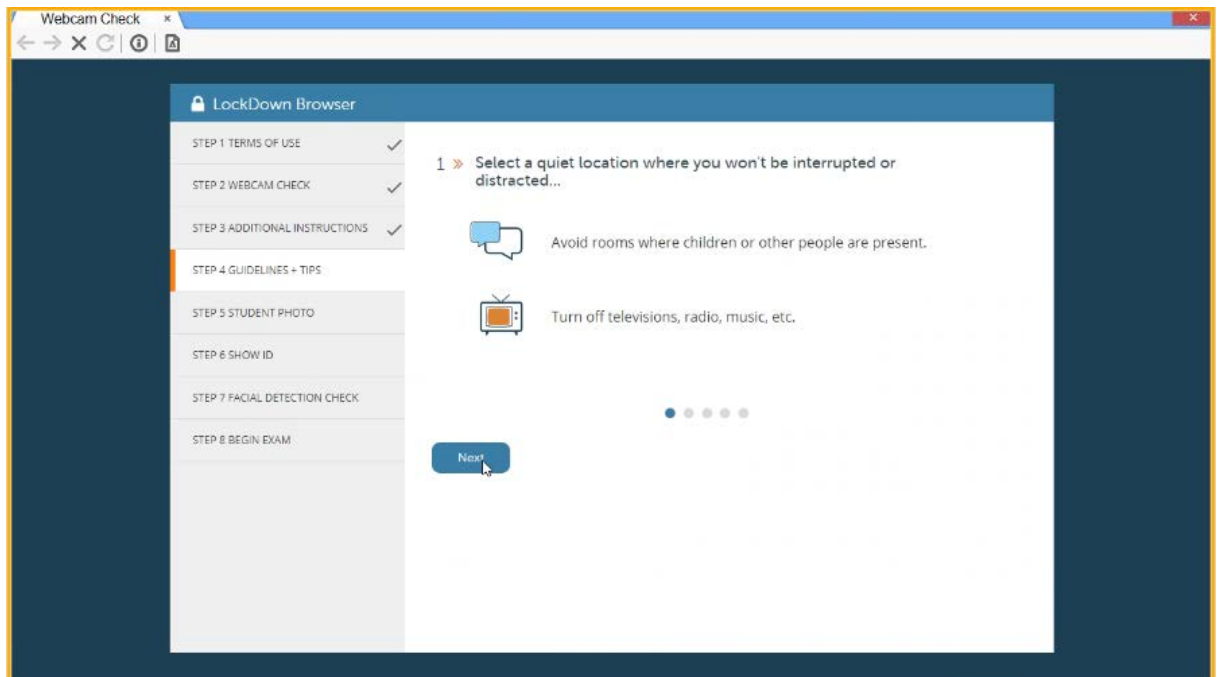 Webcam Check
LockDown Browser
STEP 1 TERMS OF USE
STEP 2 WEBCAM CHECK
STEP 3 ADDITIONAL INSTRUCTIONS
STEP 4 GUIDELINES + TIPS
STEP 5 STUDENT PHOTO
STEP 6 SHOW ID
STEP 7 FACIAL DETECTION CHECK
STEP 8 BEGIN EXAM
1 » Select a quiet location where you won't be interrupted or
distracted...
Avoid rooms where children or other people are present.
Turn off televisions, radio, music, etc.
Next